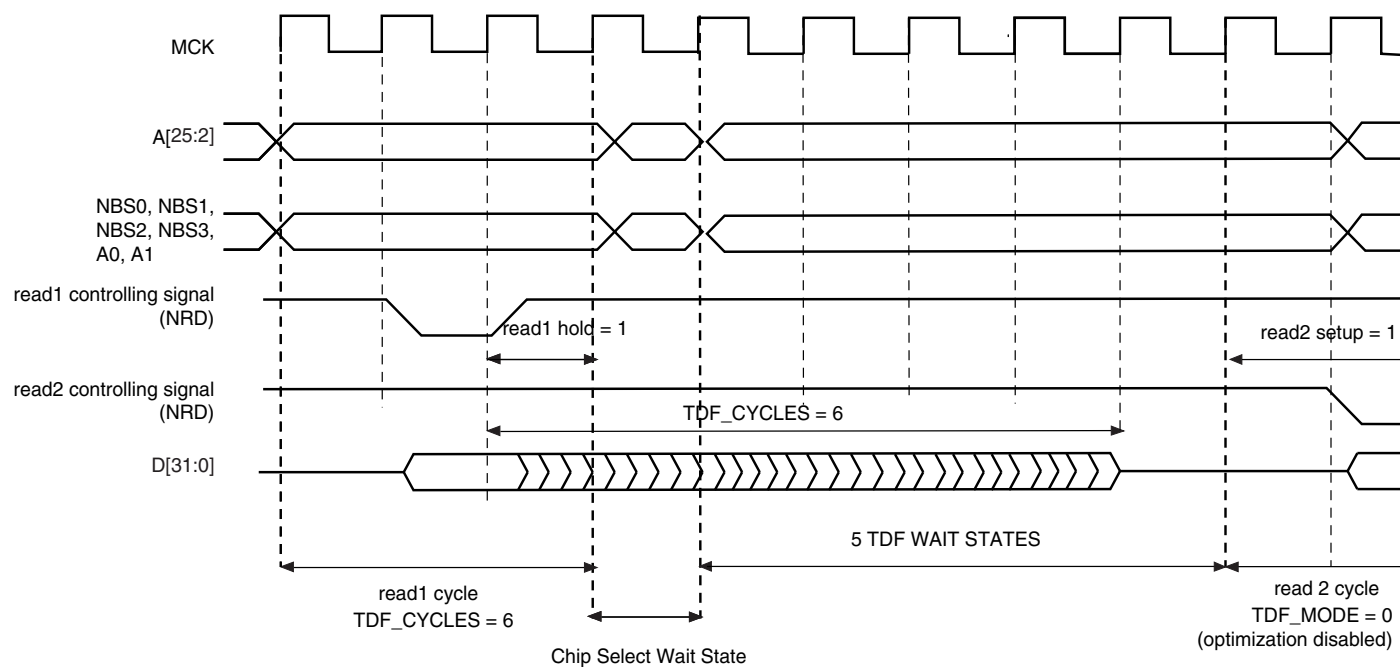 MCK
A[25:2]
NBS0, NBS1,
NBS2, NBS3,
A0, A1
read1 controlling signal
(NRD)
read1 hold = 1
read2 setup = 1
read2 controlling signal
(NRD)
TDF_CYCLES = 6
D[31:0]
5 TDF WAIT STATES
read1 cycle
TDF_CYCLES = 6
read 2 cycle
TDF_MODE = 0
(optimization disabled)
Chip Select Wait State